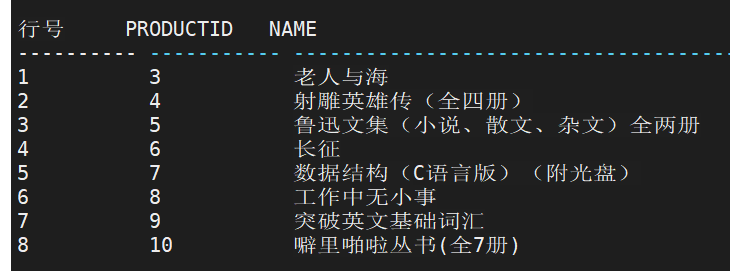 行号 PRODUCTID NAME
---------- ----------- -------------------------------------
1 3 老人与海
2 4 射雕英雄传（全四册）
3 5 鲁迅文集（小说、散文、杂文）全两册
4 6 长征
5 7 数据结构（C语言版）（附光盘）
6 8 工作中无小事
7 9 突破英文基础词汇
8 10 噼里啪啦丛书(全7册)